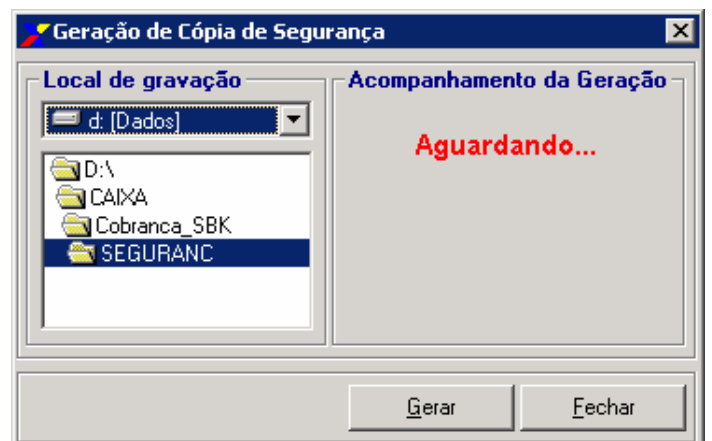 Geração de Cópia de Segurança
Local de gravação
d: [Dados]
D:\
CAIXA
Cobranca_SBK
SEGURANC
Acompanhamento da Geração
Aguardando...
Gerar
Fechar